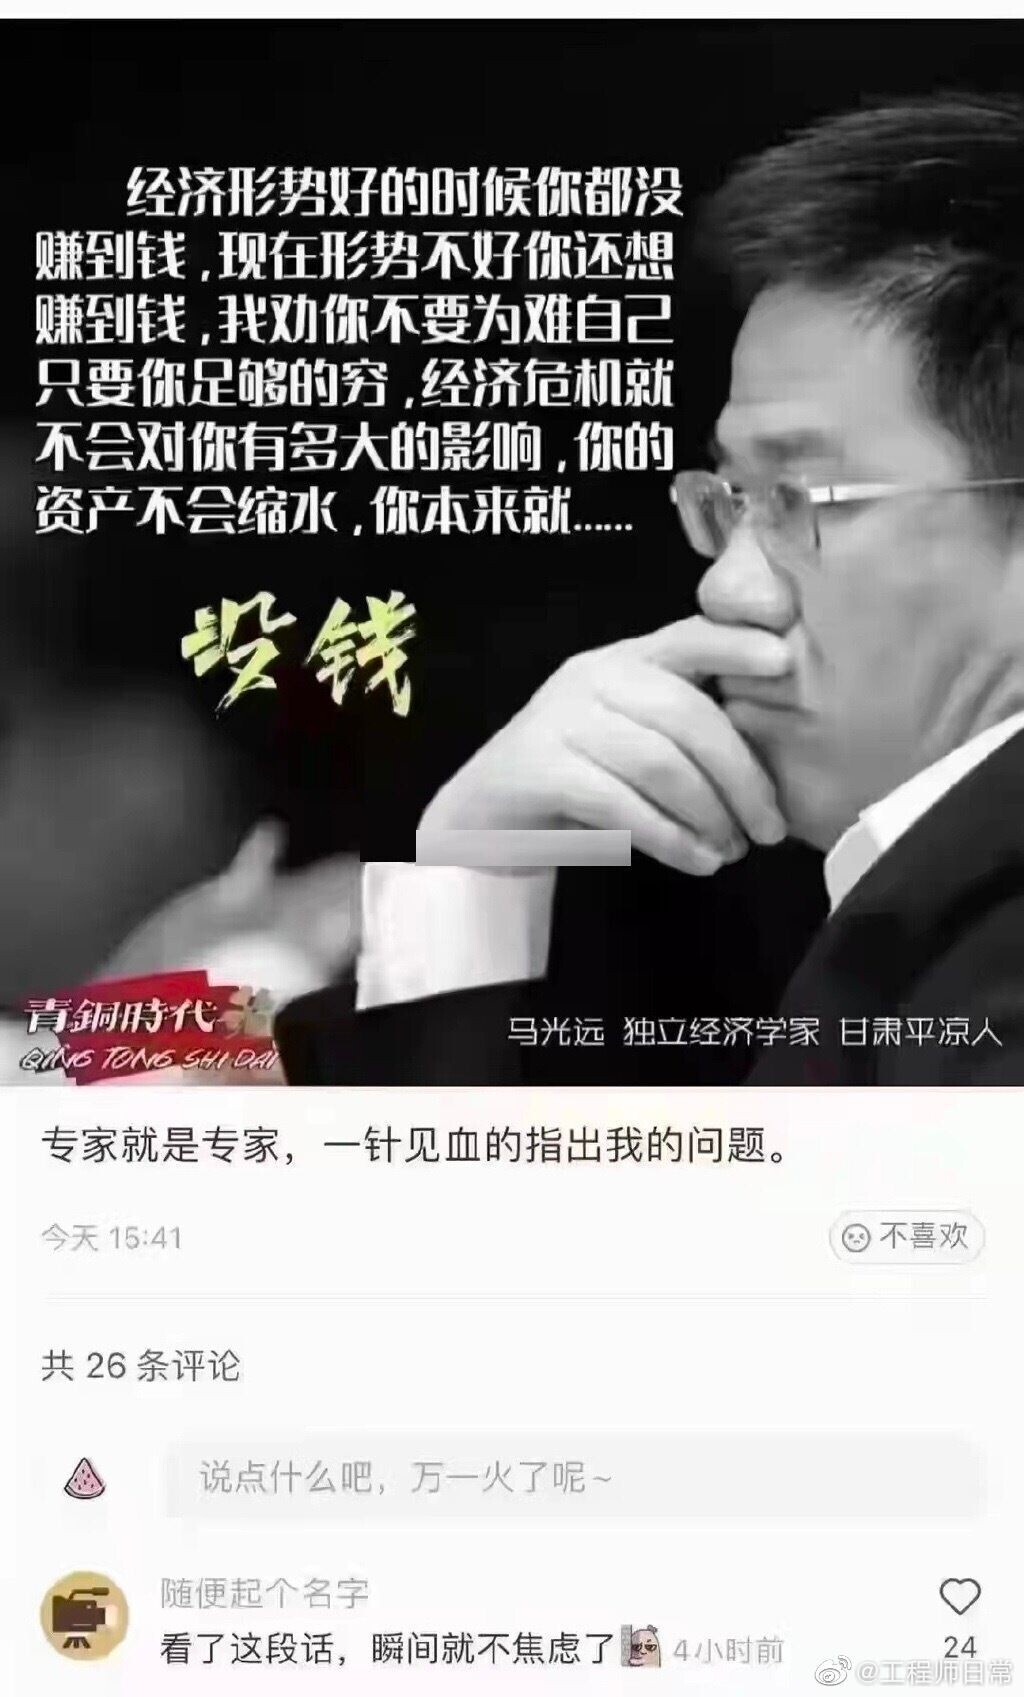 经济形势好的时候你都没
赚到钱,现在形势不好你还想
赚到钱,我劝你不要为难自己
只要你足够的穷,经济危机就
不会对你有多大的影响,你的
资产不会缩水,你本来就......
没钱
青銅時代
QING TONG SHI DAI
马光远 独立经济学家 甘肃平凉人
专家就是专家，一针见血的指出我的问题。
今天 15:41
不喜欢
共 26 条评论
说点什么吧，万一火了呢~
随便起个名字
看了这段话，瞬间就不焦虑了 4小时前
24
@工程师日常